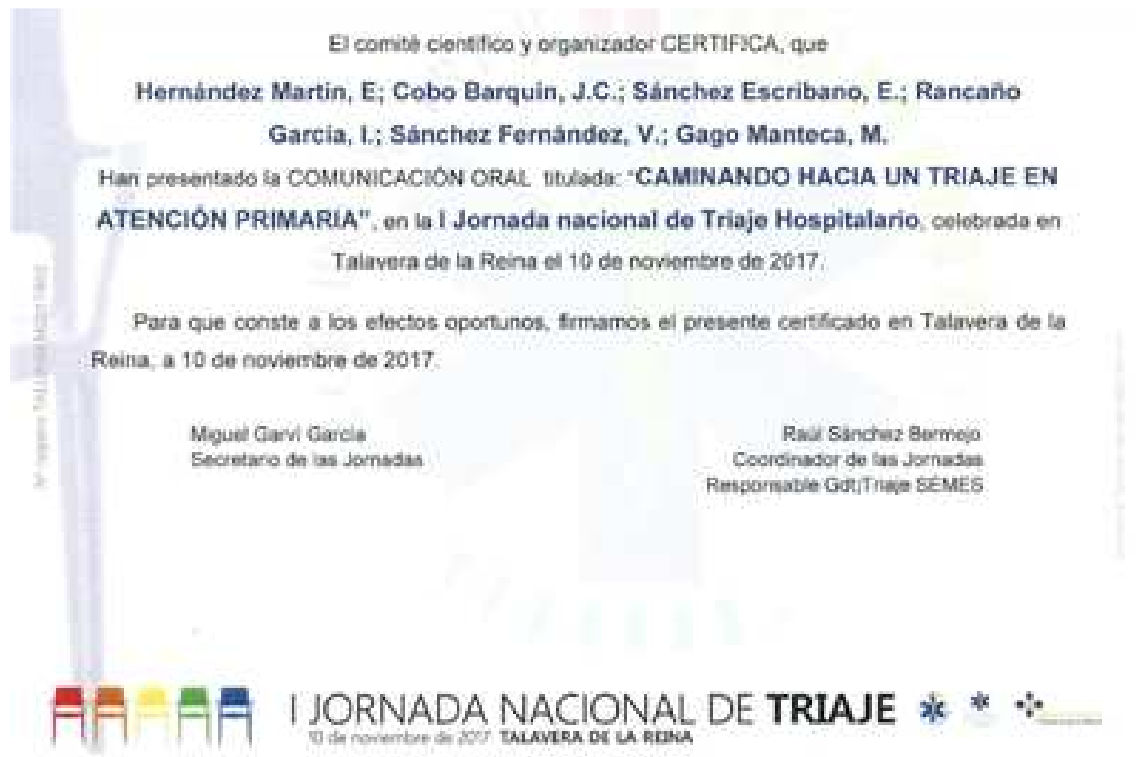 El comité científico y organizador CERTIFICA, que
Hernández Martin, E; Cobo Barquin, J.C.; Sánchez Escribano, E.; Rancaño
Garcia, I.; Sánchez Fernández, V.; Gago Manteca, M.
Han presentado la COMUNICACIÓN ORAL titulada: "CAMINANDO HACIA UN TRIAJE EN
ATENCIÓN PRIMARIA", en la I Jornada nacional de Triaje Hospitalario, celebrada en
Talavera de la Reina el 10 de noviembre de 2017.
Para que conste a los efectos oportunos, firmamos el presente certificado en Talavera de la
Reina, a 10 de noviembre de 2017.
Miguel Garví García
Secretario de las Jornadas
Raúl Sánchez Bermejo
Coordinador de las Jornadas
Responsable Gdt Triaje SEMES
I JORNADA NACIONAL DE TRIAJE
10 de noviembre de 2017 TALAVERA DE LA REINA